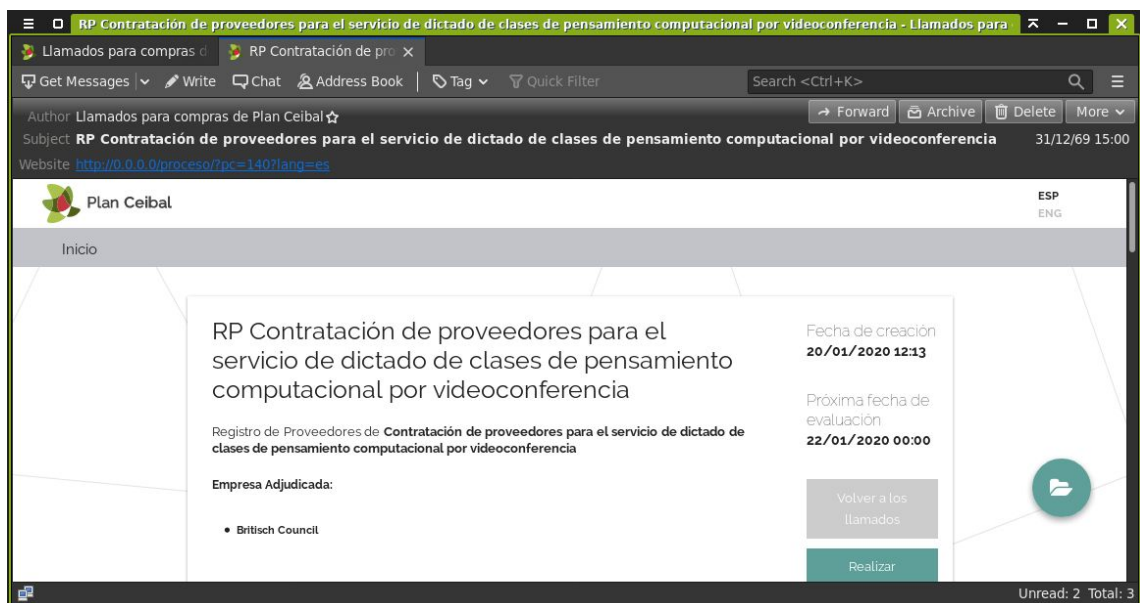 RP Contratación de proveedores para el servicio de dictado de clases de pensamiento computacional por videoconferencia - Llamados para
Llamados para compras d
RP Contratación de pro
Get Messages Write Chat Address Book Tag Quick Filter Search <Ctrl+K>
Author Llamados para compras de Plan Ceibal
Forward Archive Delete More
Subject RP Contratación de proveedores para el servicio de dictado de clases de pensamiento computacional por videoconferencia 31/12/69 15:00
Website http://0.0.0.0/proceso/?pc=140?lang=es
Plan Ceibal
ESP
ENG
Inicio
RP Contratación de proveedores para el
servicio de dictado de clases de pensamiento
computacional por videoconferencia
Registro de Proveedores de Contratación de proveedores para el servicio de dictado de
clases de pensamiento computacional por videoconferencia
Empresa Adjudicada:
• Britisch Council
Fecha de creación
20/01/2020 12:13
Próxima fecha de
evaluación
22/01/2020 00:00
Volver a los
llamados
Realizar
Unread: 2 Total: 3